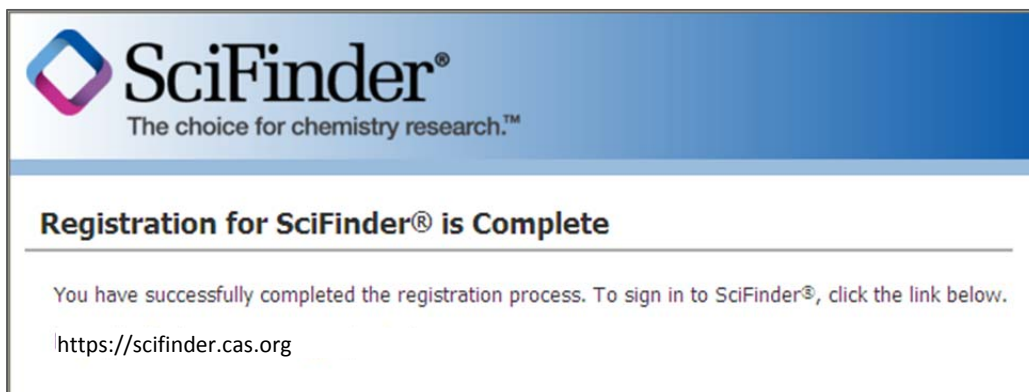 SciFinder®
The choice for chemistry research.™
Registration for SciFinder® is Complete
You have successfully completed the registration process. To sign in to SciFinder®, click the link below.
https://scifinder.cas.org